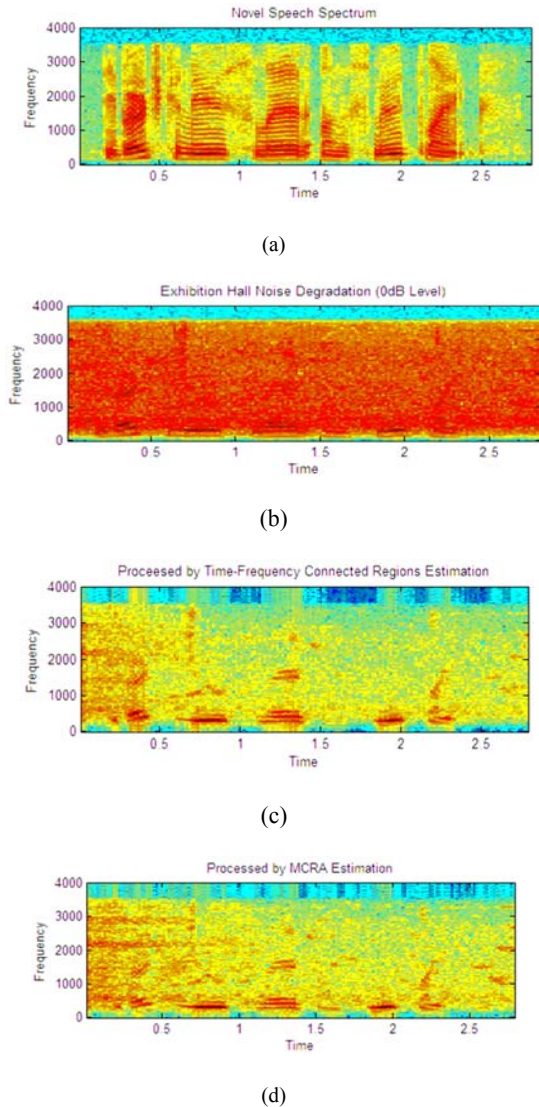 Novel Speech Spectrum
4000
3000
2000
1000
0
Frequency
0.5 1 1.5 2 2.5
Time
(a)
Exhibition Hall Noise Degradation (0dB Level)
4000
3000
2000
1000
0
Frequency
0.5 1 1.5 2 2.5
Time
(b)
Proceesed by Time-Frequency Connected Regions Estimation
4000
3000
2000
1000
0
Frequency
0.5 1 1.5 2 2.5
Time
(c)
Processed by MCRA Estimation
4000
3000
2000
1000
0
Frequency
0.5 1 1.5 2 2.5
Time
(d)